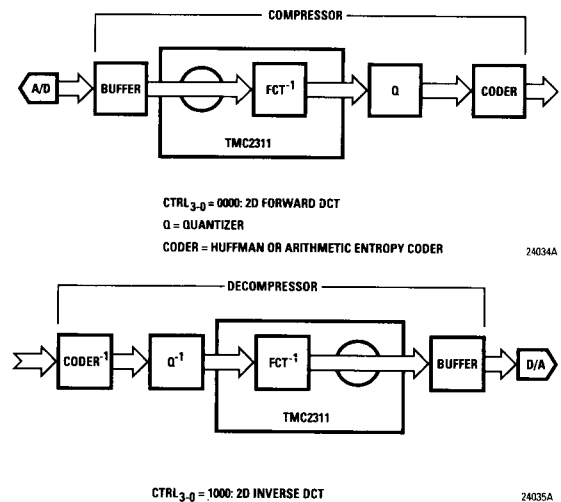 COMPRESSOR
A/D
BUFFER
FCT-1
Q
CODER
TMC2311
CTRL3-0 = 0000: 2D FORWARD DCT
Q = QUANTIZER
CODER = HUFFMAN OR ARITHMETIC ENTROPY CODER
24034A
DECOMPRESSOR
CODER-1
Q-1
FCT-1
BUFFER
D/A
TMC2311
CTRL3-0 = 1000: 2D INVERSE DCT
24035A